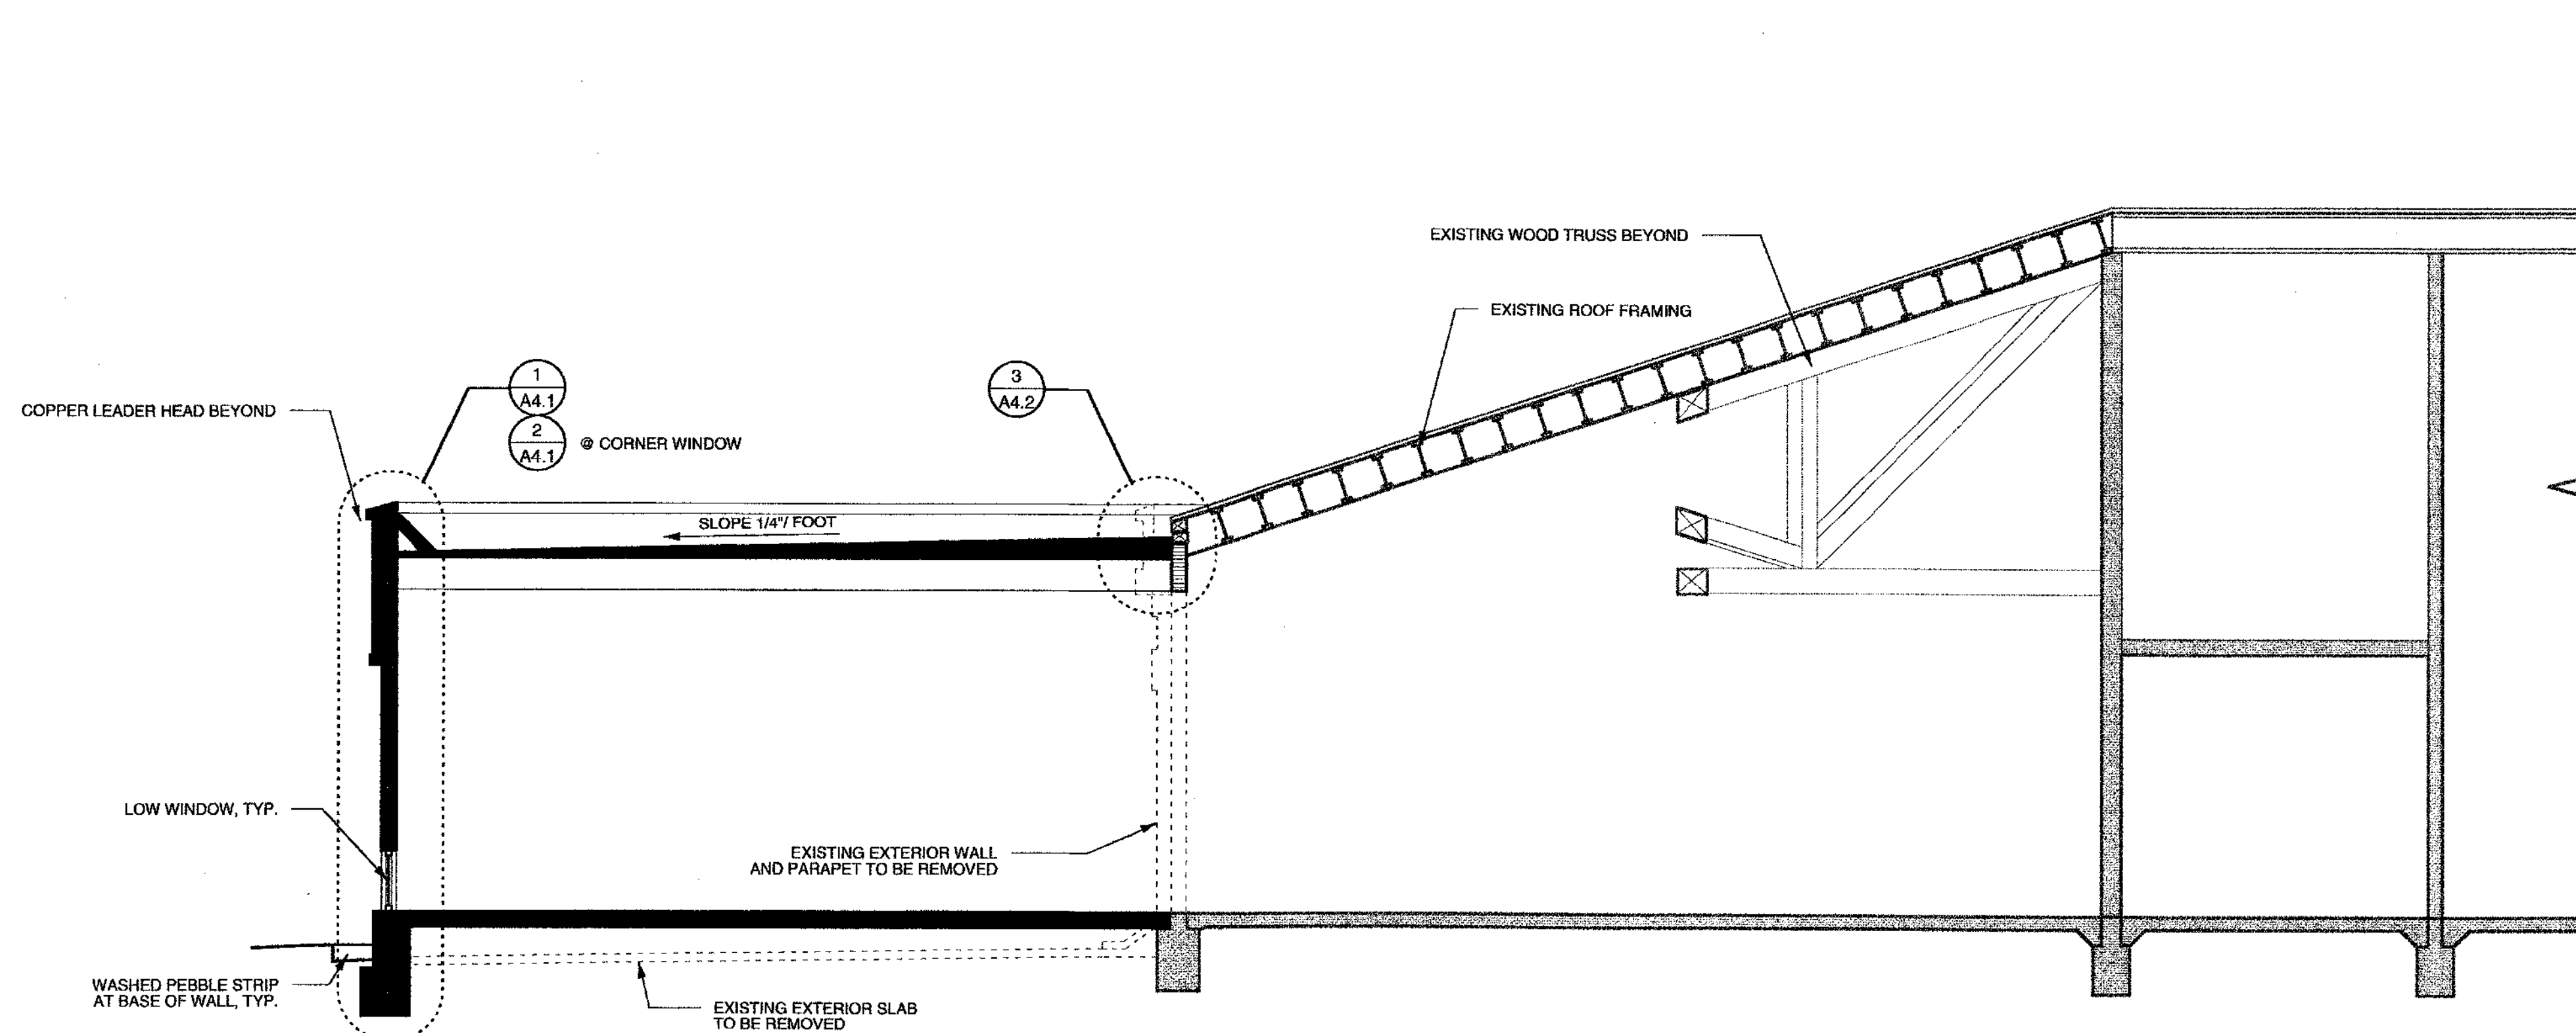 EXISTING WOOD TRUSS BEYOND
EXISTING ROOF FRAMING
1
A4.1
2
A4.1
@ CORNER WINDOW
3
A4.2
COPPER LEADER HEAD BEYOND
SLOPE 1/4"/ FOOT
LOW WINDOW, TYP.
EXISTING EXTERIOR WALL
AND PARAPET TO BE REMOVED
WASHED PEBBLE STRIP
AT BASE OF WALL, TYP.
EXISTING EXTERIOR SLAB
TO BE REMOVED